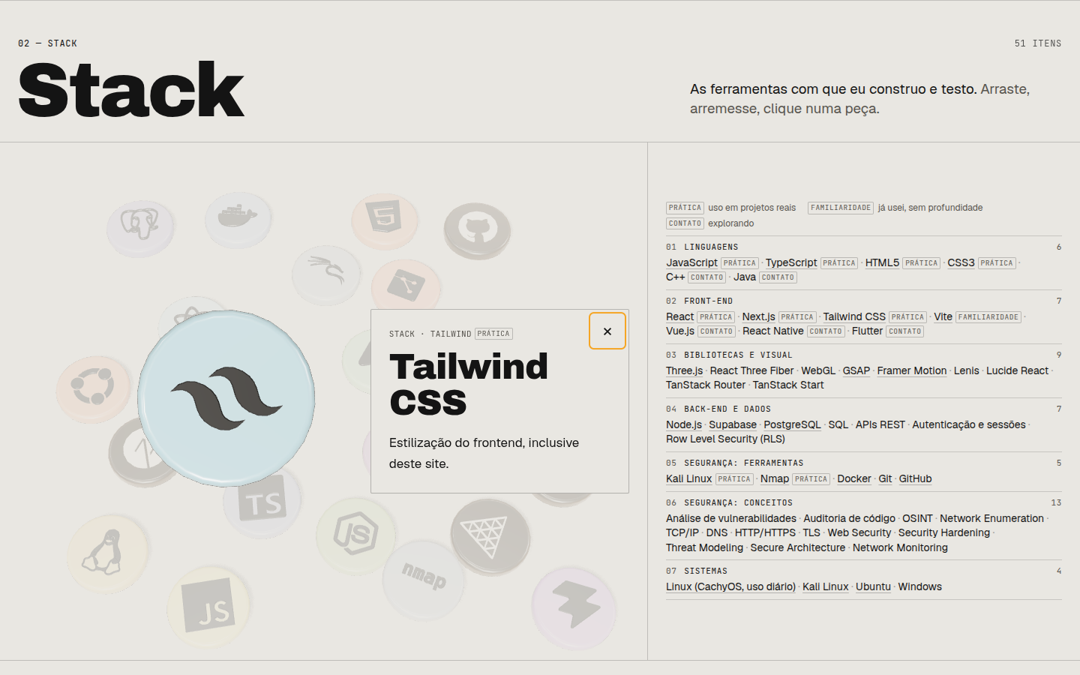 02 — STACK
51 ITENS
Stack
As ferramentas com que eu construo e testo. Arraste,
arremesse, clique numa peça.
STACK · TAILWIND PRÁTICA
×
Tailwind
CSS
Estilização do frontend, inclusive
deste site.
TS
JS
JS
nmap
5
PRÁTICA uso em projetos reais FAMILIARIDADE já usei, sem profundidade
CONTATO explorando
01 LINGUAGENS 6
JavaScript PRÁTICA · TypeScript PRÁTICA · HTML5 PRÁTICA · CSS3 PRÁTICA ·
C++ CONTATO · Java CONTATO
02 FRONT-END 7
React PRÁTICA · Next.js PRÁTICA · Tailwind CSS PRÁTICA · Vite FAMILIARIDADE ·
Vue.js CONTATO · React Native CONTATO · Flutter CONTATO
03 BIBLIOTECAS E VISUAL 9
Three.js · React Three Fiber · WebGL · GSAP · Framer Motion · Lenis · Lucide React ·
TanStack Router · TanStack Start
04 BACK-END E DADOS 7
Node.js · Supabase · PostgreSQL · SQL · APIs REST · Autenticação e sessões ·
Row Level Security (RLS)
05 SEGURANÇA: FERRAMENTAS 5
Kali Linux PRÁTICA · Nmap PRÁTICA · Docker · Git · GitHub
06 SEGURANÇA: CONCEITOS 13
Análise de vulnerabilidades · Auditoria de código · OSINT · Network Enumeration ·
TCP/IP · DNS · HTTP/HTTPS · TLS · Web Security · Security Hardening ·
Threat Modeling · Secure Architecture · Network Monitoring
07 SISTEMAS 4
Linux (CachyOS, uso diário) · Kali Linux · Ubuntu · Windows